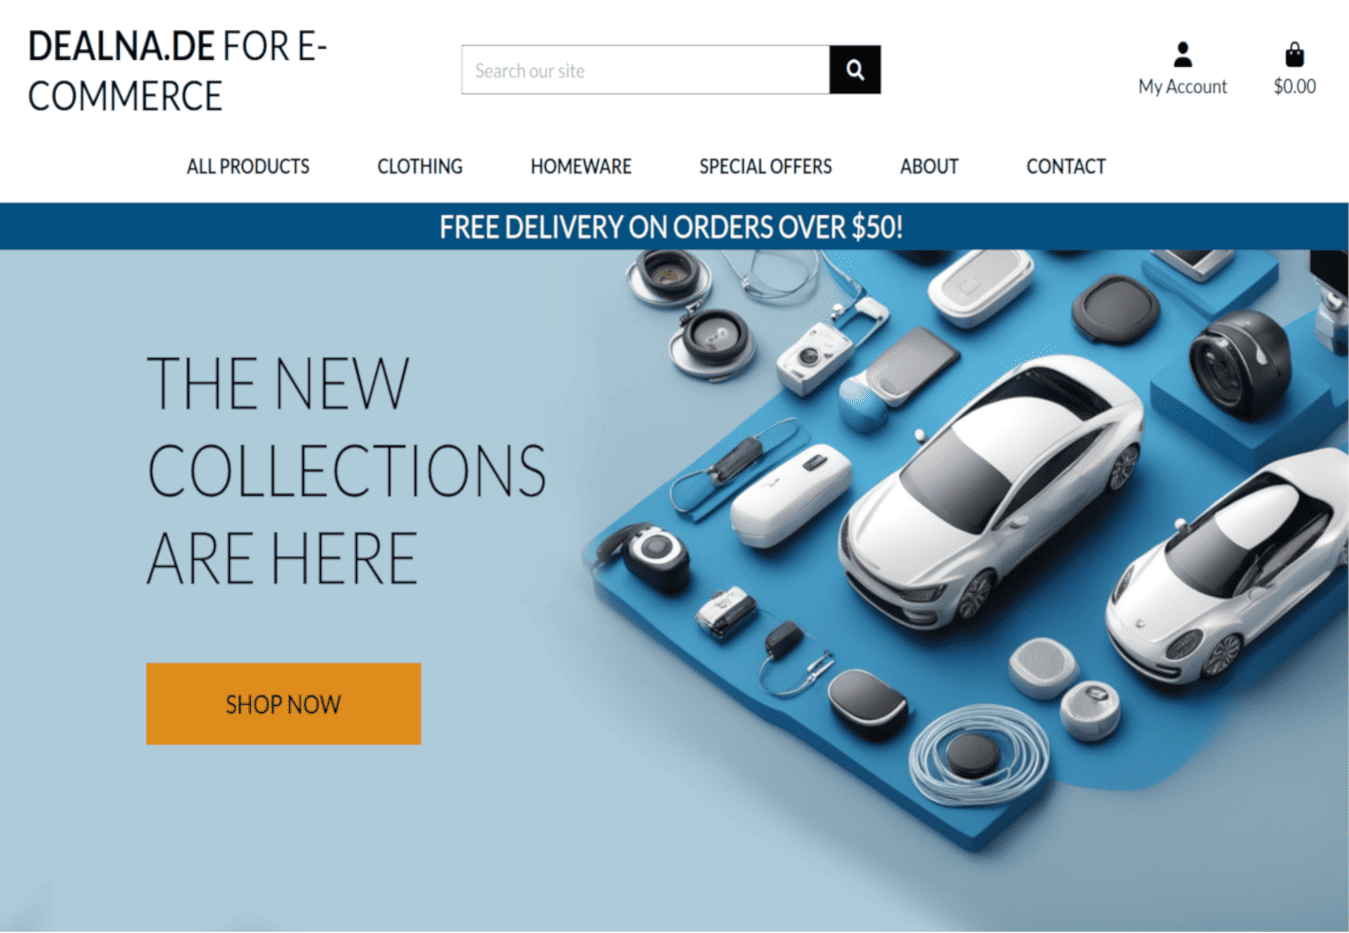 DEALNA.DE FOR E-
COMMERCE
Search our site
My Account
$0.00
ALL PRODUCTS CLOTHING HOMEWARE SPECIAL OFFERS ABOUT CONTACT
FREE DELIVERY ON ORDERS OVER $50!
THE NEW
COLLECTIONS
ARE HERE
SHOP NOW